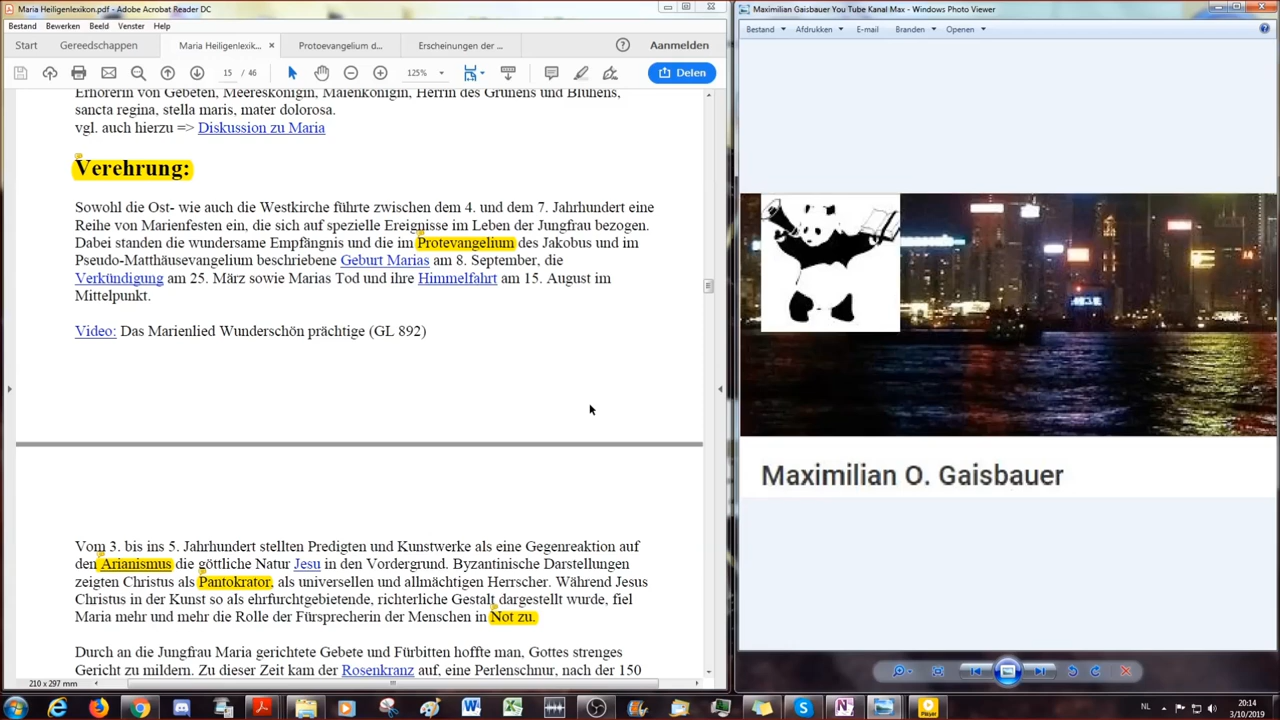 Maria Heiligenlexikon.pdf - Adobe Acrobat Reader DC
Bestand Bewerken Beeld Venster Help
Start Gereedschappen Maria Heiligenlexik... × Protoevangelium d... Erscheinungen der ... Aanmelden
15 / 46 125% Delen
Erhörerin von Gebeten, Meereskönigin, Maienkönigin, Herrin des Grünens und Blühens,
sancta regina, stella maris, mater dolorosa.
vgl. auch hierzu => Diskussion zu Maria
Verehrung:
Sowohl die Ost- wie auch die Westkirche führte zwischen dem 4. und dem 7. Jahrhundert eine
Reihe von Marienfesten ein, die sich auf spezielle Ereignisse im Leben der Jungfrau bezogen.
Dabei standen die wundersame Empfängnis und die im Protevangelium des Jakobus und im
Pseudo-Matthäusevangelium beschriebene Geburt Marias am 8. September, die
Verkündigung am 25. März sowie Marias Tod und ihre Himmelfahrt am 15. August im
Mittelpunkt.
Video: Das Marienlied Wunderschön prächtige (GL 892)
Vom 3. bis ins 5. Jahrhundert stellten Predigten und Kunstwerke als eine Gegenreaktion auf
den Arianismus die göttliche Natur Jesu in den Vordergrund. Byzantinische Darstellungen
zeigten Christus als Pantokrator, als universellen und allmächtigen Herrscher. Während Jesus
Christus in der Kunst so als ehrfurchtgebietende, richterliche Gestalt dargestellt wurde, fiel
Maria mehr und mehr die Rolle der Fürsprecherin der Menschen in Not zu.
Durch an die Jungfrau Maria gerichtete Gebete und Fürbitten hoffte man, Gottes strenges
Gericht zu mildern. Zu dieser Zeit kam der Rosenkranz auf, eine Perlenschnur, nach der 150
210 x 297 mm
Maximilian Gaisbauer You Tube Kanal Max - Windows Photo Viewer
Bestand Afdrukken E-mail Branden Openen
Maximilian O. Gaisbauer
Player
NL 20:14
3/10/2019